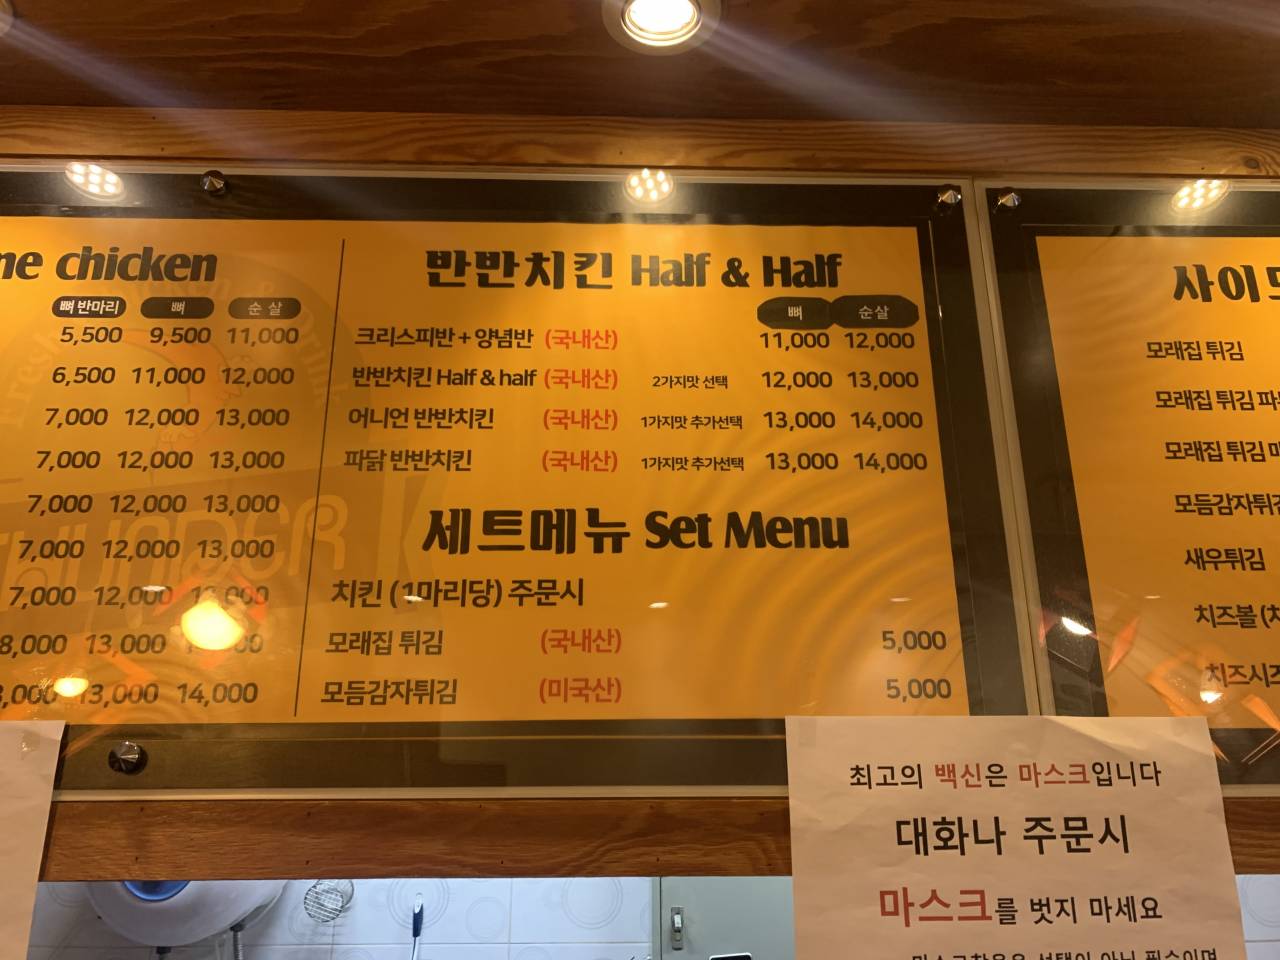 ne chicken
뼈 반마리 뼈 순살
5,500 9,500 11,000
6,500 11,000 12,000
7,000 12,000 13,000
7,000 12,000 13,000
7,000 12,000 13,000
7,000 12,000 13,000
7,000 12,000
8,000 13,000
13,000 14,000
반반치킨 Half & Half
뼈 순살
크리스피반 + 양념반 (국내산) 11,000 12,000
반반치킨 Half & half (국내산) 2가지맛 선택 12,000 13,000
어니언 반반치킨 (국내산) 1가지맛 추가선택 13,000 14,000
파닭 반반치킨 (국내산) 1가지맛 추가선택 13,000 14,000
세트메뉴 Set Menu
치킨 (1마리당) 주문시
모래집 튀김 (국내산) 5,000
모듬감자튀김 (미국산) 5,000
사이드
모래집 튀김
모래집 튀김
모래집 튀김
모듬감자튀김
새우튀김
치즈볼
최고의 백신은 마스크입니다
대화나 주문시
마스크를 벗지 마세요